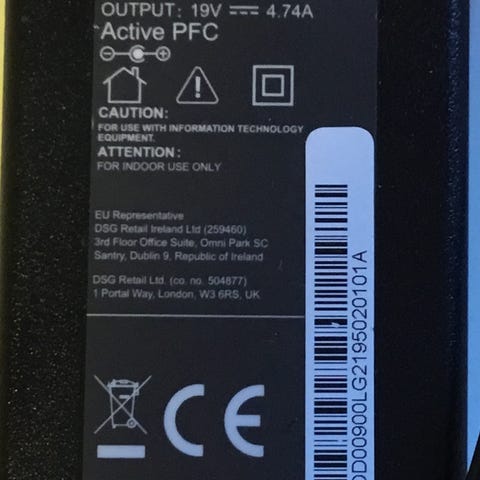 OUTPUT: 19V ⎓ 4.74A
Active PFC
CAUTION:
FOR USE WITH INFORMATION TECHNOLOGY
EQUIPMENT.
ATTENTION:
FOR INDOOR USE ONLY
EU Representative
DSG Retail Ireland Ltd (259460)
3rd Floor Office Suite, Omni Park SC
Santry, Dublin 9, Republic of Ireland
DSG Retail Ltd. (co. no. 504877)
1 Portal Way, London, W3 6RS, UK
CE
DD00900LG2195020101A